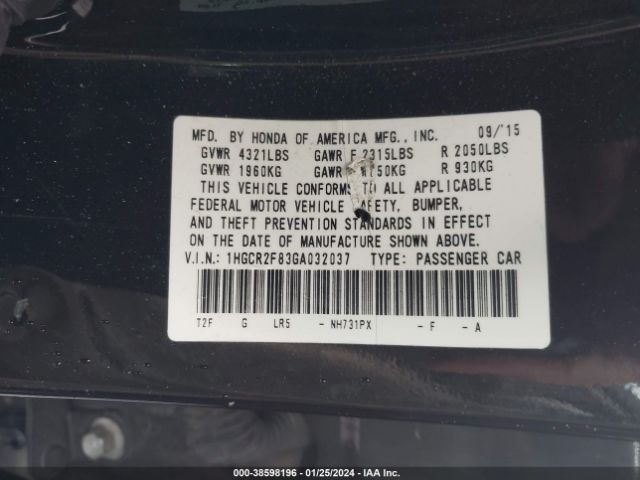 MFD. BY HONDA OF AMERICA MFG., INC. 09/'15
GVWR 4321LBS GAWR F 2315LBS R 2050LBS
GVWR 1960KG GAWR 50KG R 930KG
THIS VEHICLE CONFORMS TO ALL APPLICABLE
FEDERAL MOTOR VEHICLE SAFETY, BUMPER,
AND THEFT PREVENTION STANDARDS IN EFFECT
ON THE DATE OF MANUFACTURE SHOWN ABOVE.
V.I.N.: 1HGCR2F83GA032037 TYPE: PASSENGER CAR
T2F G LR5 - NH731PX - F - A
000-38598196 - 01/25/2024 - IAA Inc.